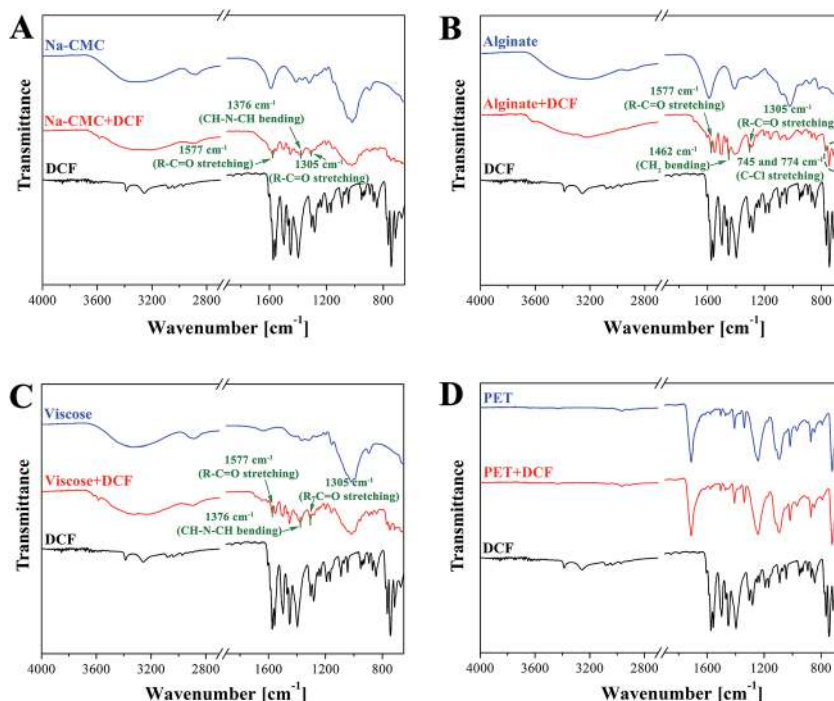 A
Na-CMC
Na-CMC+DCF
1376 cm-1
(CH-N-CH bending)
1577 cm-1
(R-C=O stretching)
1305 cm-1
(R-C=O stretching)
DCF
Transmittance
4000 3600 3200 2800 1600 1200 800
Wavenumber [cm-1]
B
Alginate
Alginate+DCF
1577 cm-1
(R-C=O stretching)
1305 cm-1
(R-C=O stretching)
1462 cm-1
(CH2 bending)
745 and 774 cm-1
(C-Cl stretching)
DCF
Transmittance
4000 3600 3200 2800 1600 1200 800
Wavenumber [cm-1]
C
Viscose
Viscose+DCF
1577 cm-1
(R-C=O stretching)
1305 cm-1
(R-C=O stretching)
1376 cm-1
(CH-N-CH bending)
DCF
Transmittance
4000 3600 3200 2800 1600 1200 800
Wavenumber [cm-1]
D
PET
PET+DCF
DCF
Transmittance
4000 3600 3200 2800 1600 1200 800
Wavenumber [cm-1]